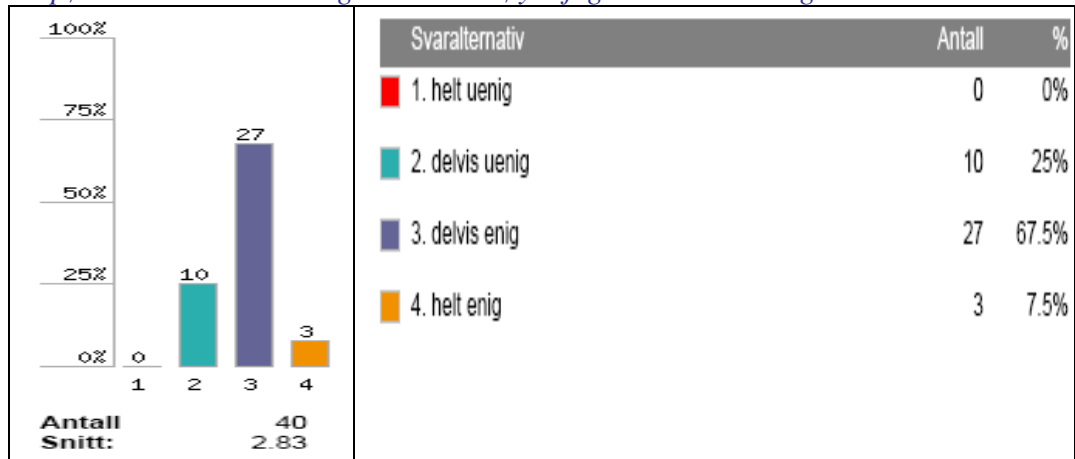 100%
75%
50%
25%
0%
0
10
27
3
1 2 3 4
Antall 40
Snitt: 2.83
Svaralternativ Antall %
1. helt uenig 0 0%
2. delvis uenig 10 25%
3. delvis enig 27 67.5%
4. helt enig 3 7.5%